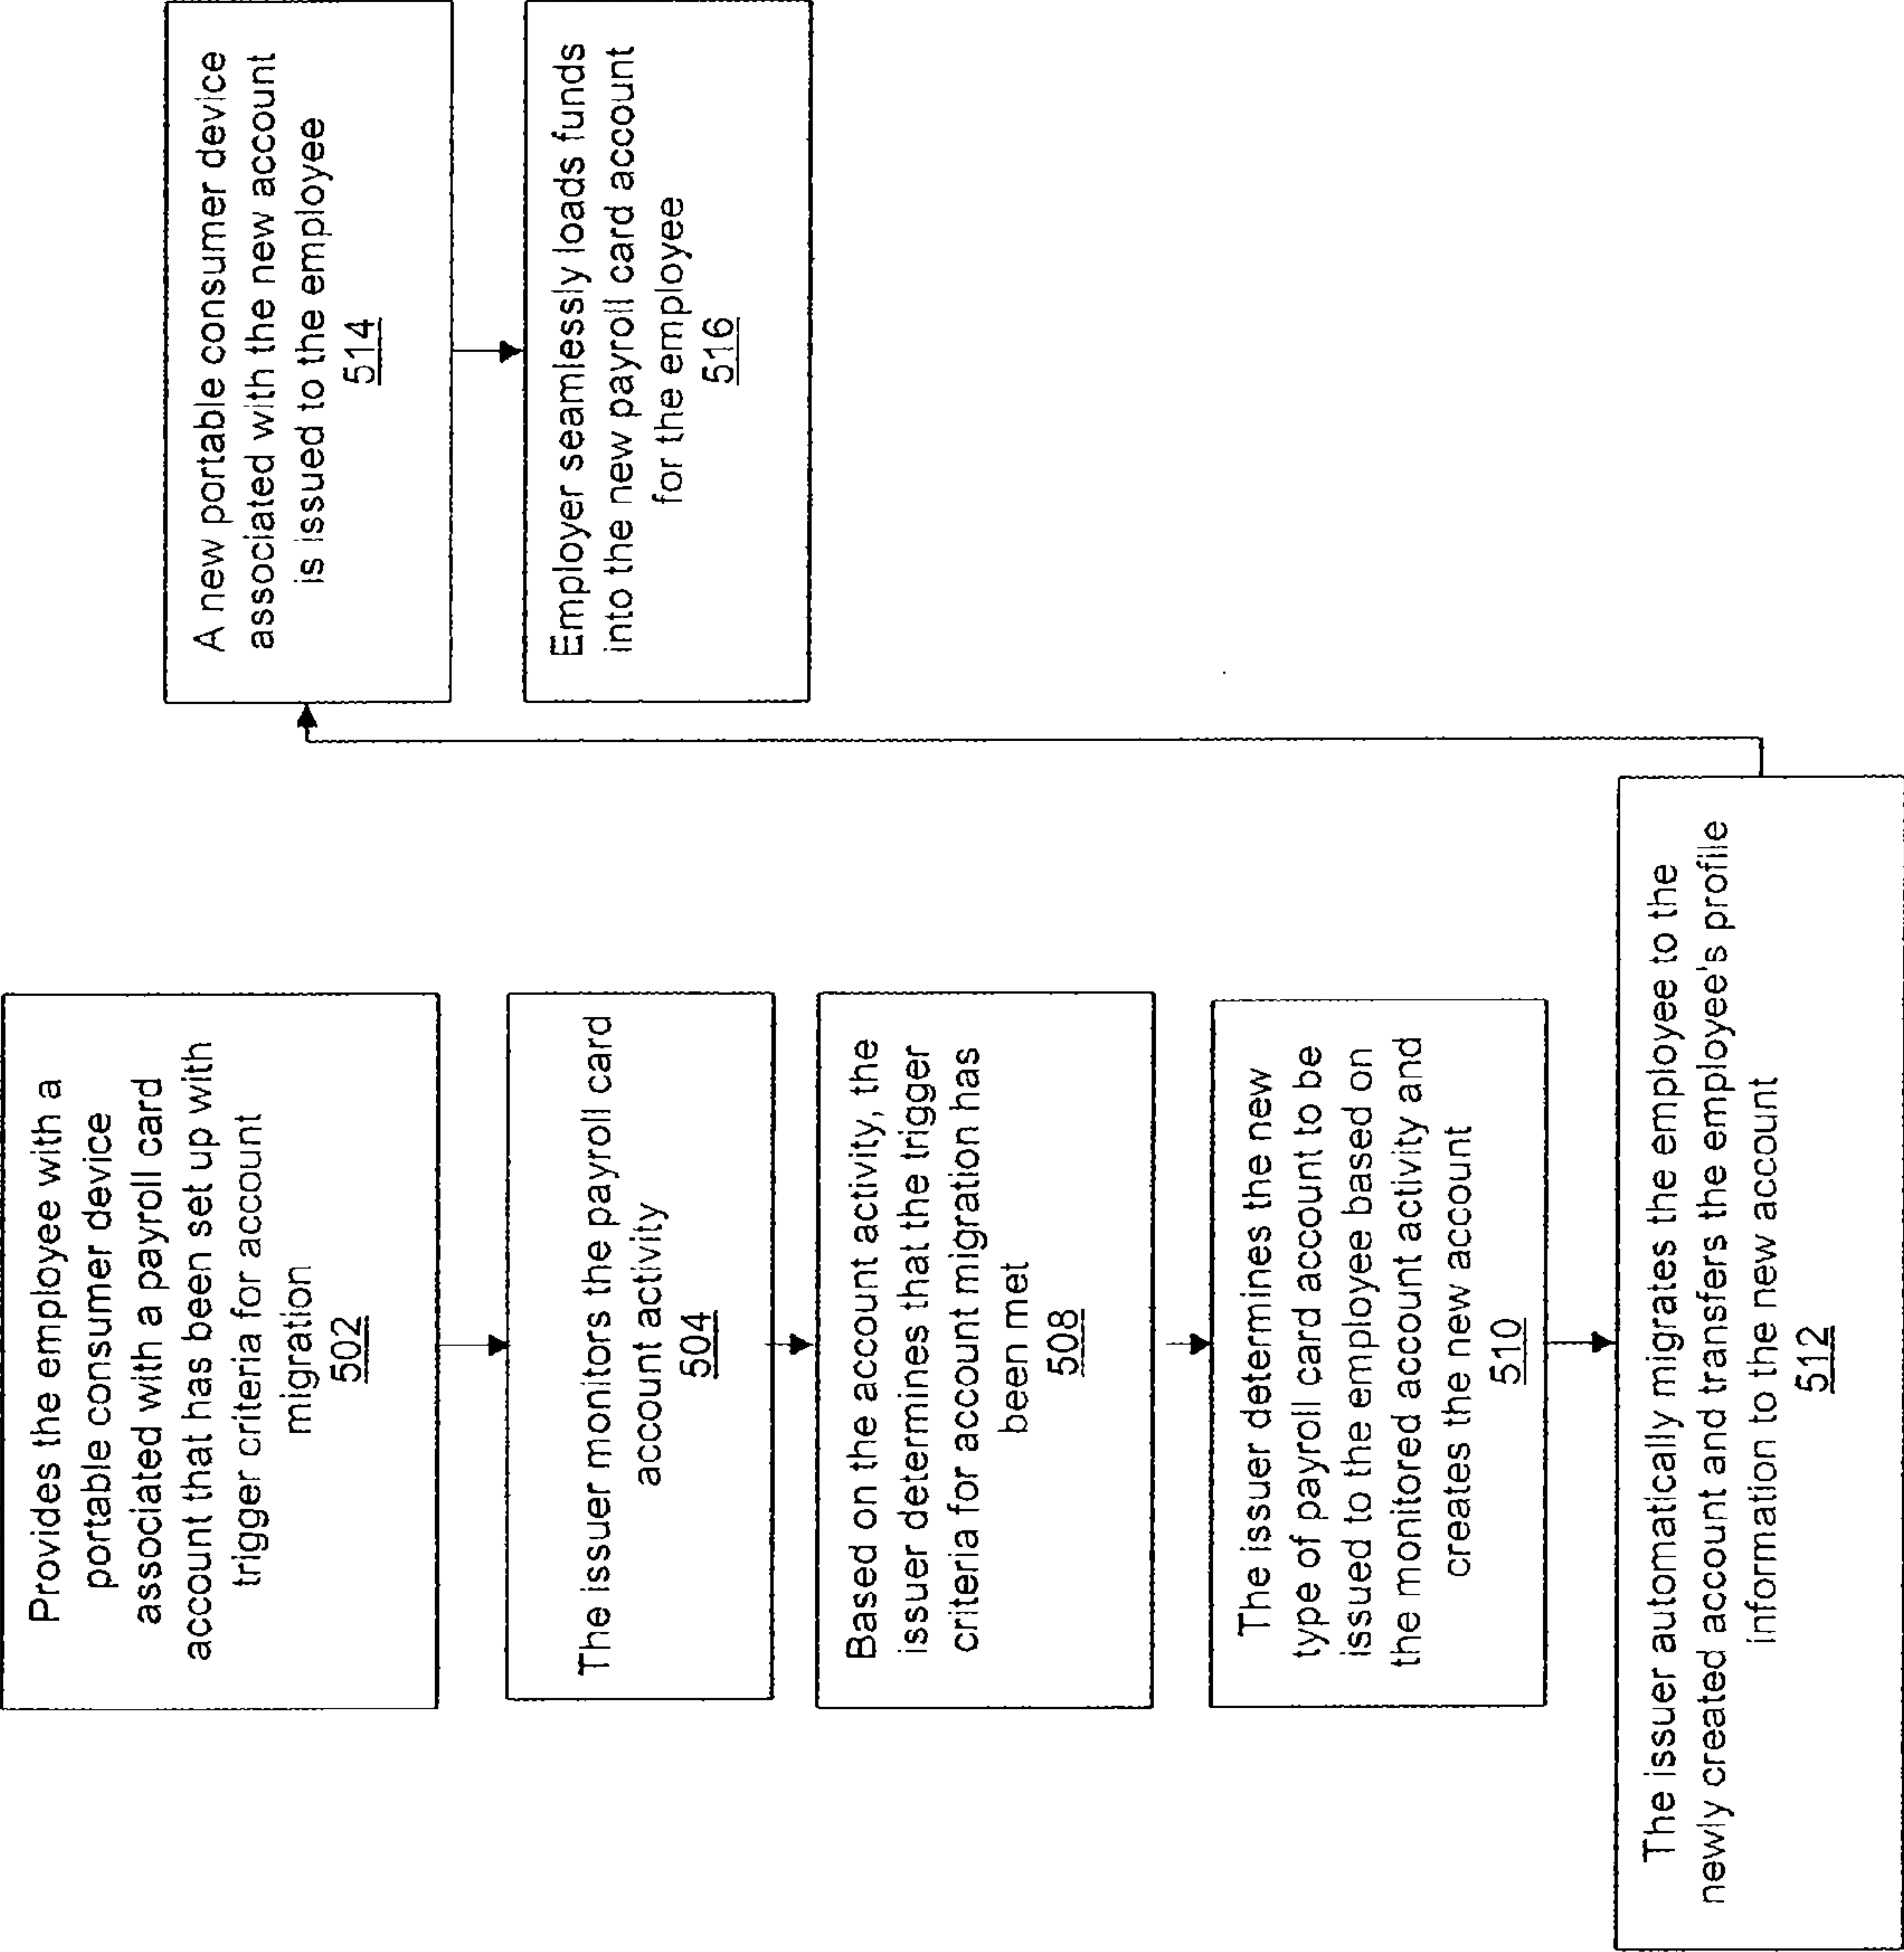 Provides the employee with a
portable consumer device
associated with a payroll card
account that has been set up with
trigger criteria for account
migration
502
The issuer monitors the payroll card
account activity
504
Based on the account activity, the
issuer determines that the trigger
criteria for account migration has
been met
508
The issuer determines the new
type of payroll card account to be
issued to the employee based on
the monitored account activity and
creates the new account
510
The issuer automatically migrates the employee to the
newly created account and transfers the employee's profile
information to the new account
512
A new portable consumer device
associated with the new account
is issued to the employee
514
Employer seamlessly loads funds
into the new payroll card account
for the employee
516